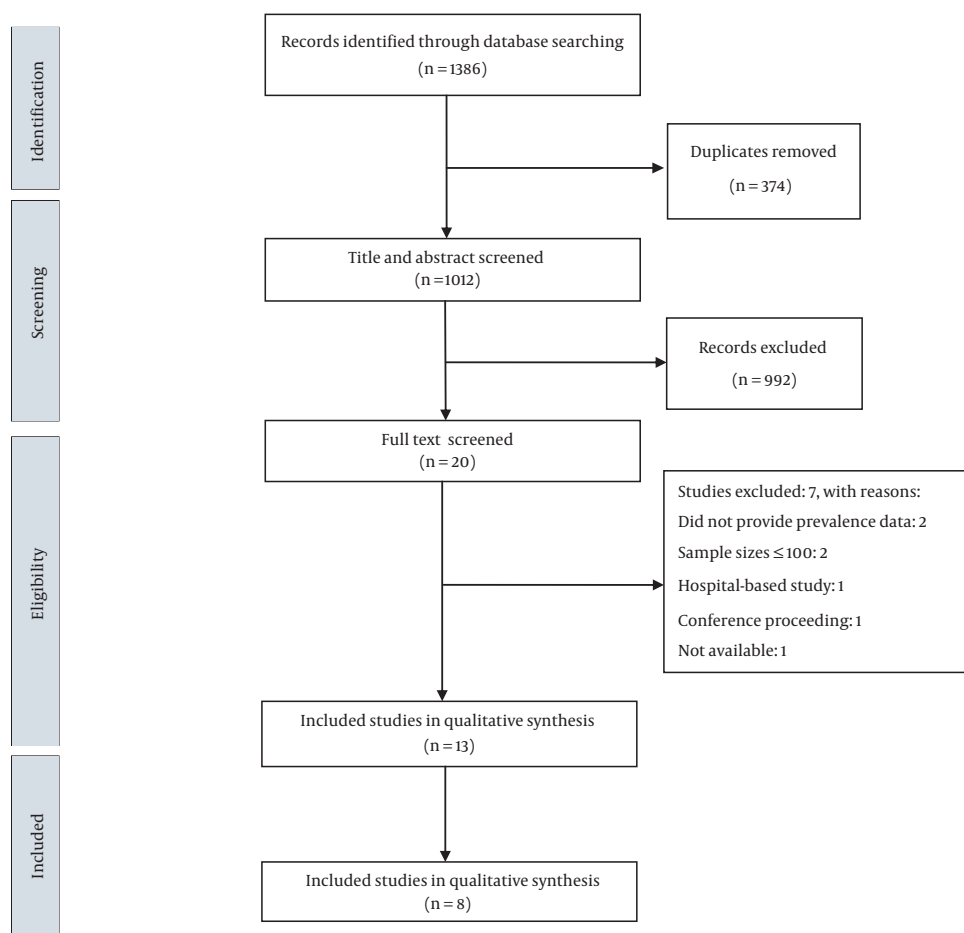 Identification
Records identified through database searching
(n = 1386)
Duplicates removed
(n = 374)
Screening
Title and abstract screened
(n =1012)
Records excluded
(n = 992)
Eligibility
Full text screened
(n = 20)
Studies excluded: 7, with reasons:
Did not provide prevalence data: 2
Sample sizes ≤ 100: 2
Hospital-based study: 1
Conference proceeding: 1
Not available: 1
Included studies in qualitative synthesis
(n = 13)
Included
Included studies in qualitative synthesis
(n = 8)